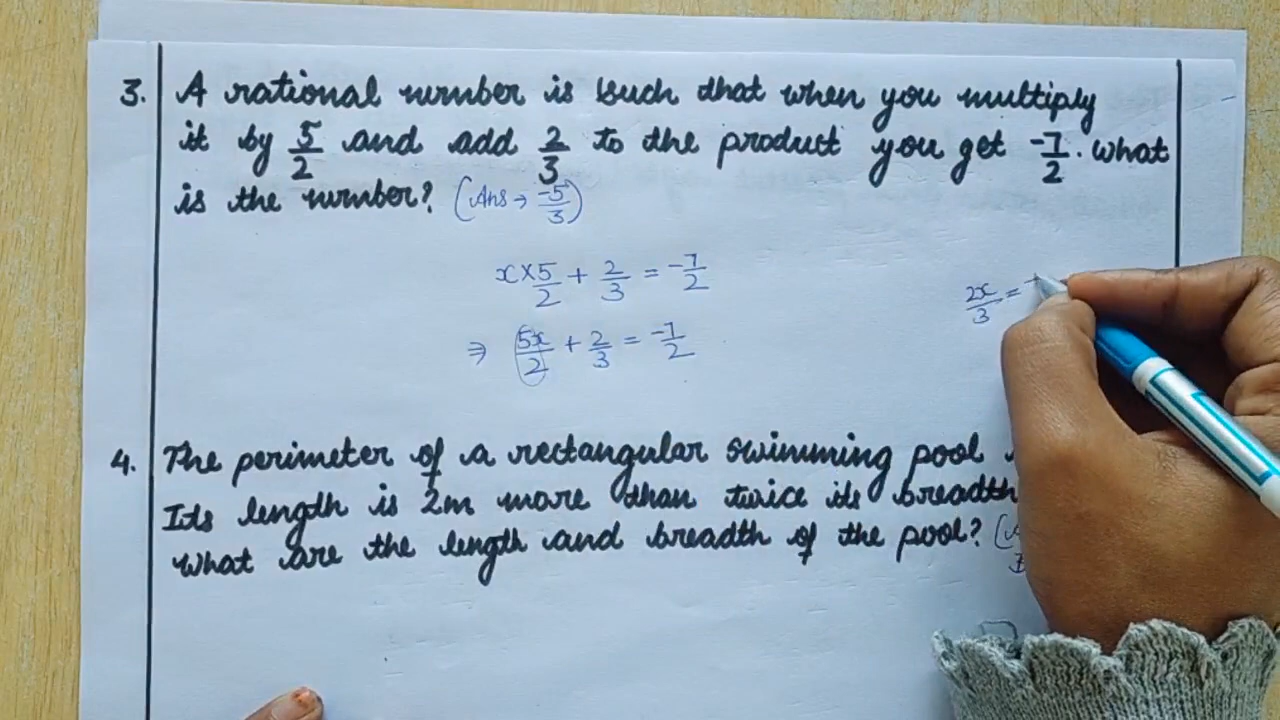 3. A rational number is such that when you multiply
it by 5/2 and add 2/3 to the product you get -7/2. what
is the number? (Ans → -5/3)
x × 5/2 + 2/3 = -7/2
2x/3 =
⇒ 5x/2 + 2/3 = -7/2
4. The perimeter of a rectangular swimming pool
Its length is 2m more than twice its breadth
What are the length and breadth of the pool?